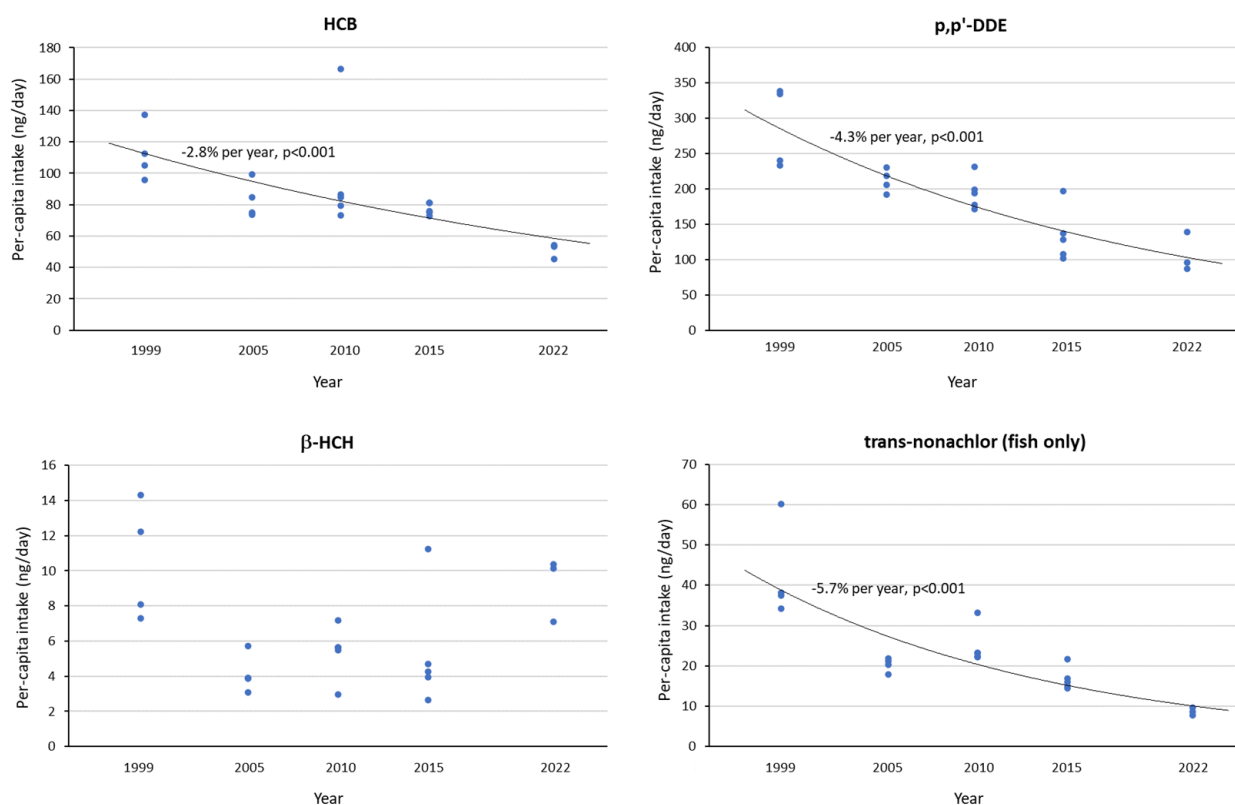 HCB
Per-capita intake (ng/day)
180
160
140
120
100
80
60
40
20
0
-2.8% per year, p<0.001
1999 2005 2010 2015 2022
Year
p,p'-DDE
Per-capita intake (ng/day)
400
350
300
250
200
150
100
50
0
-4.3% per year, p<0.001
1999 2005 2010 2015 2022
Year
β-HCH
Per-capita intake (ng/day)
16
14
12
10
8
6
4
2
0
1999 2005 2010 2015 2022
Year
trans-nonachlor (fish only)
Per-capita intake (ng/day)
70
60
50
40
30
20
10
0
-5.7% per year, p<0.001
1999 2005 2010 2015 2022
Year